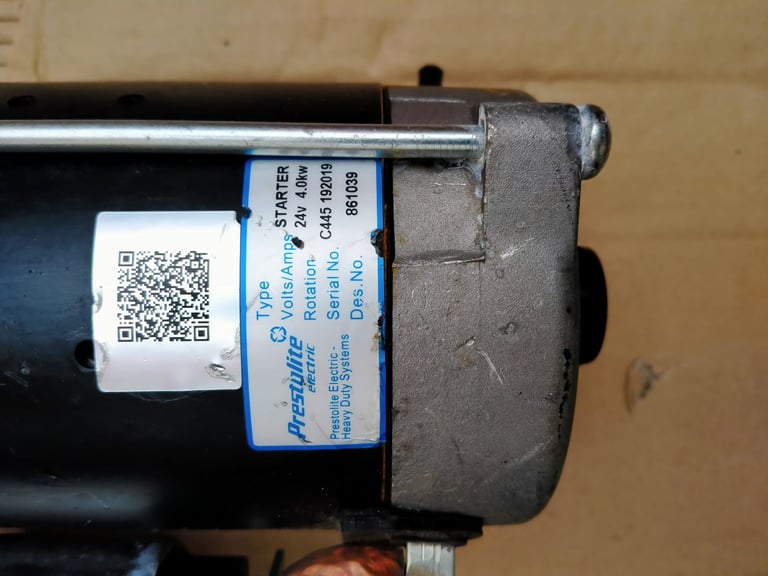 Type STARTER
Volts/Amps 24v 4.0kw
Rotation
Serial No. C445 192019
Des.No. 861039
Prestolite
electric
Prestolite Electric -
Heavy Duty Systems